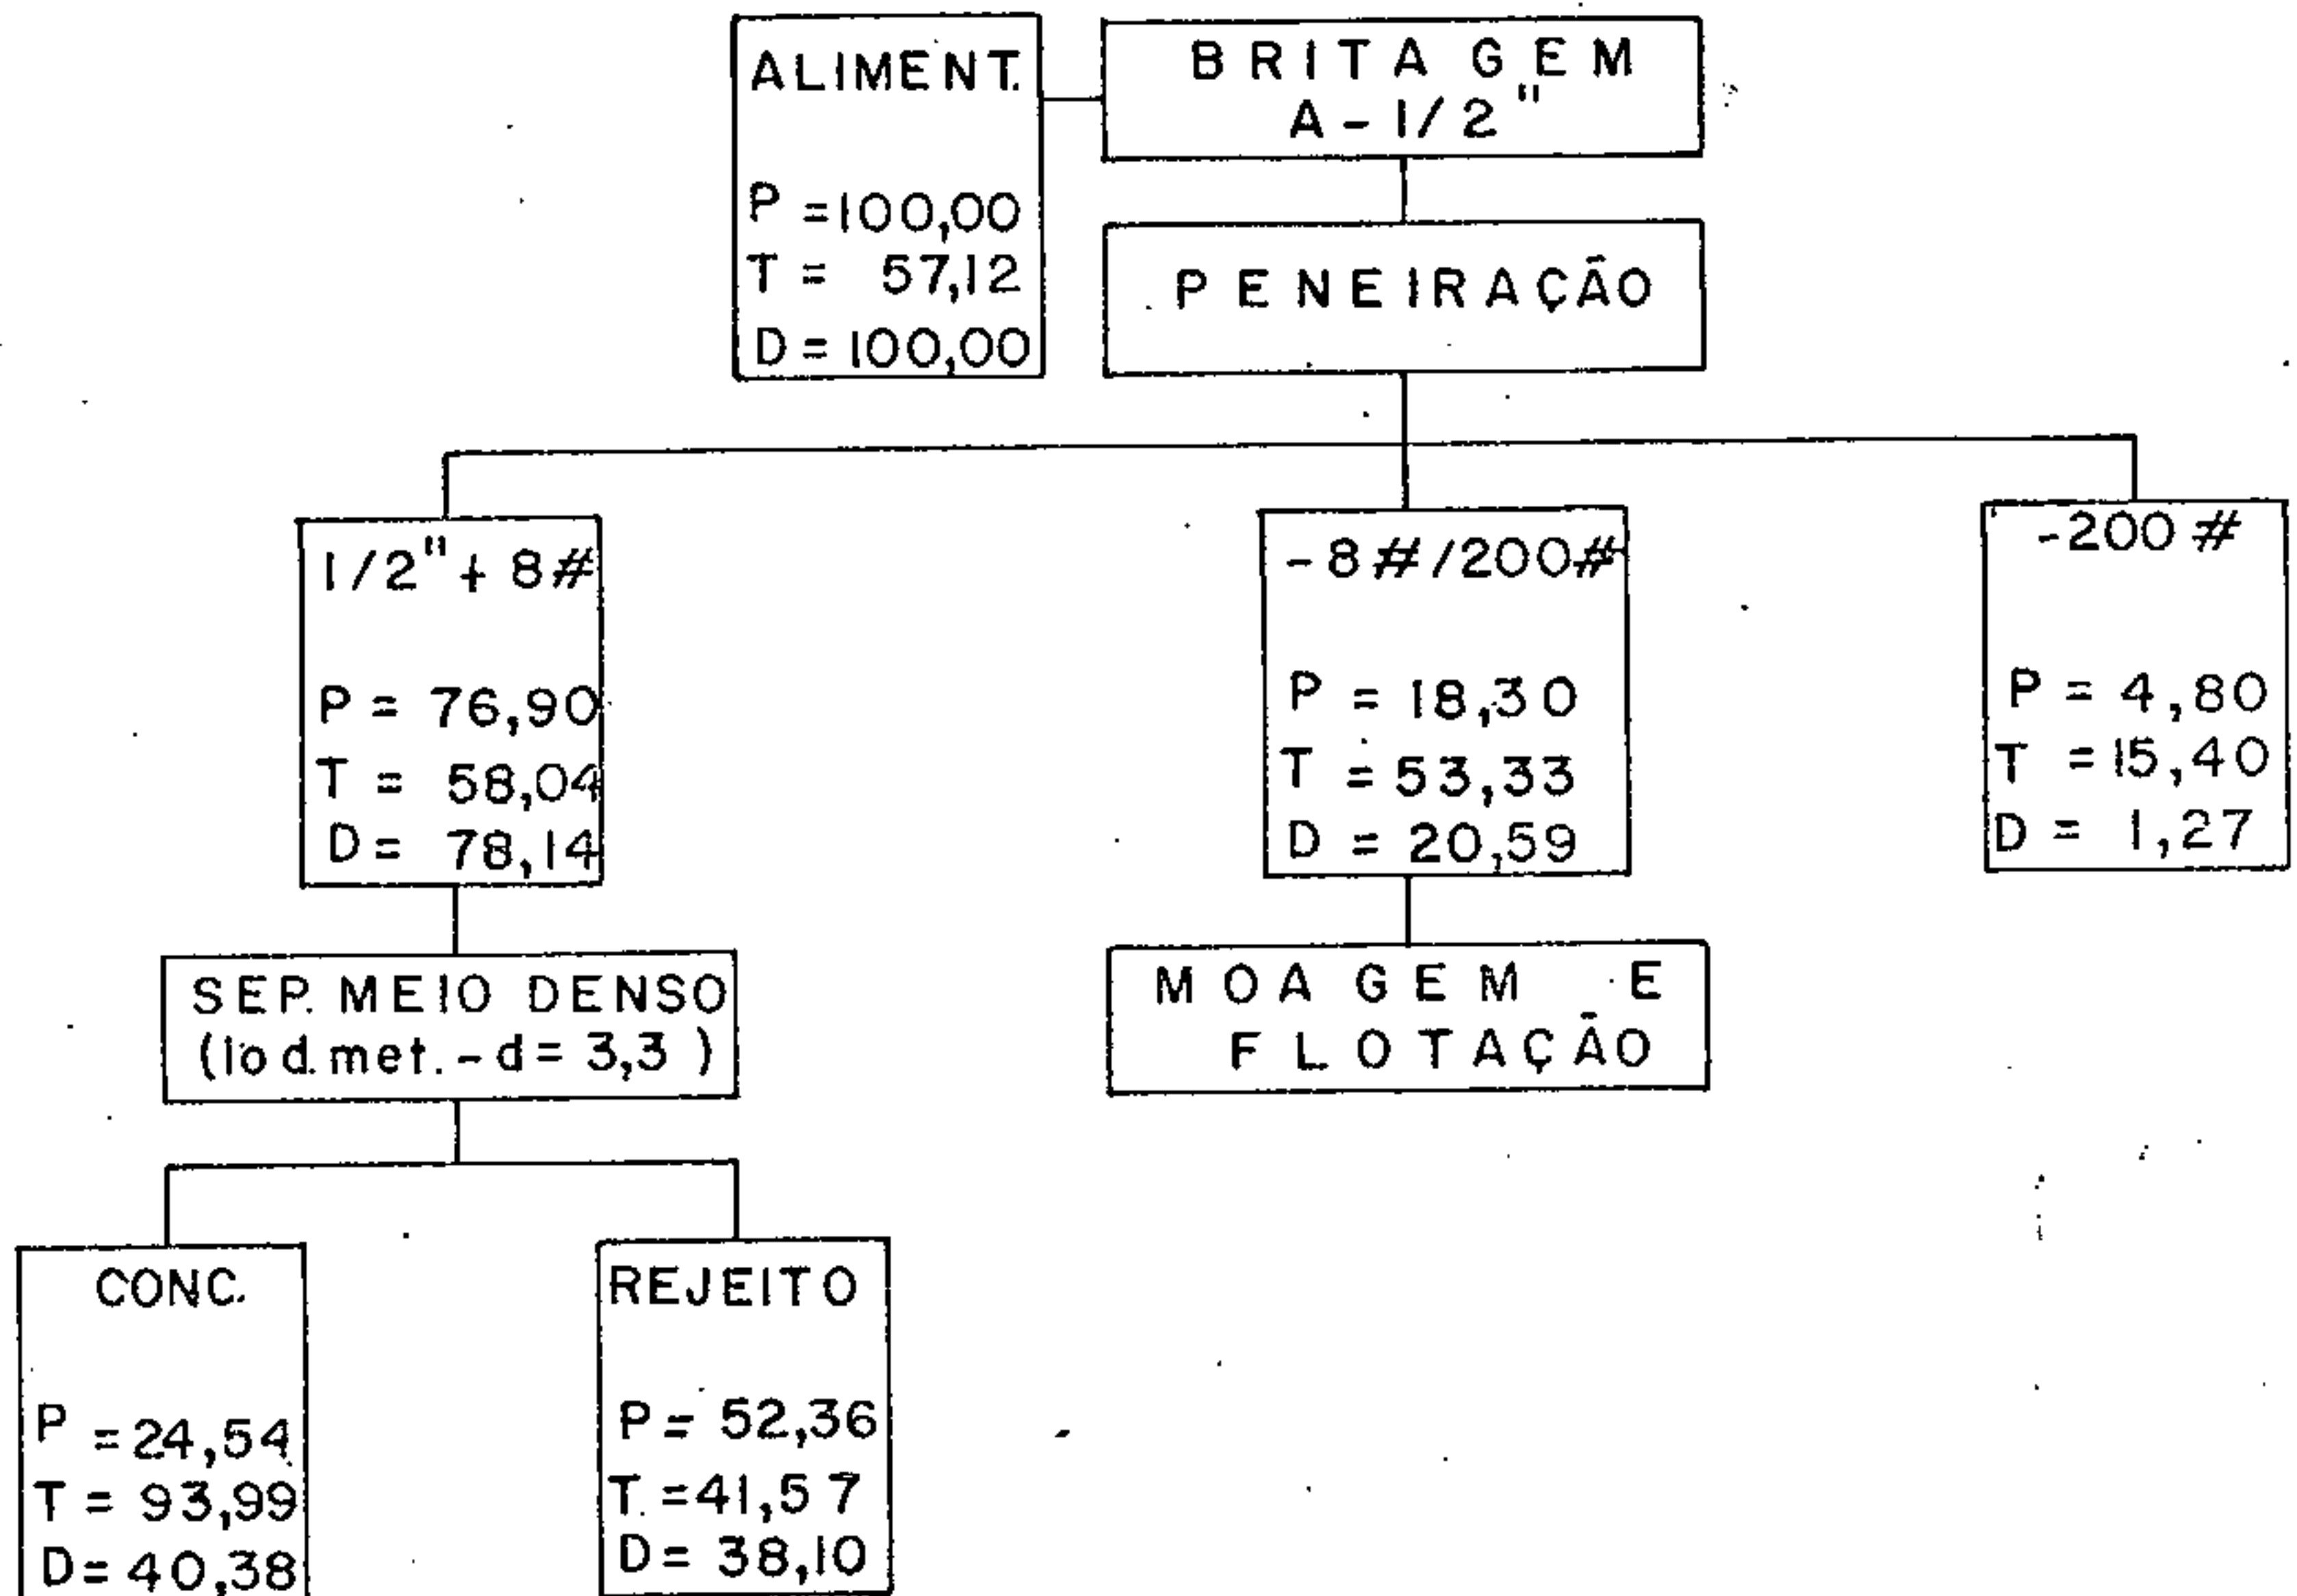 ALIMENT.
P = 100,00
T = 57,12
D = 100,00
BRITAGEM
A - 1/2"
PENEIRAÇÃO
1/2" + 8#
P = 76,90
T = 58,04
D = 78,14
-8#/200#
P = 18,30
T = 53,33
D = 20,59
-200#
P = 4,80
T = 15,40
D = 1,27
SEP. MEIO DENSO
(Iod. met. - d = 3,3 )
MOAGEM E
FLOTAÇÃO
CONC.
P = 24,54
T = 93,99
D = 40,38
REJEITO
P = 52,36
T. = 41,57
D = 38,10